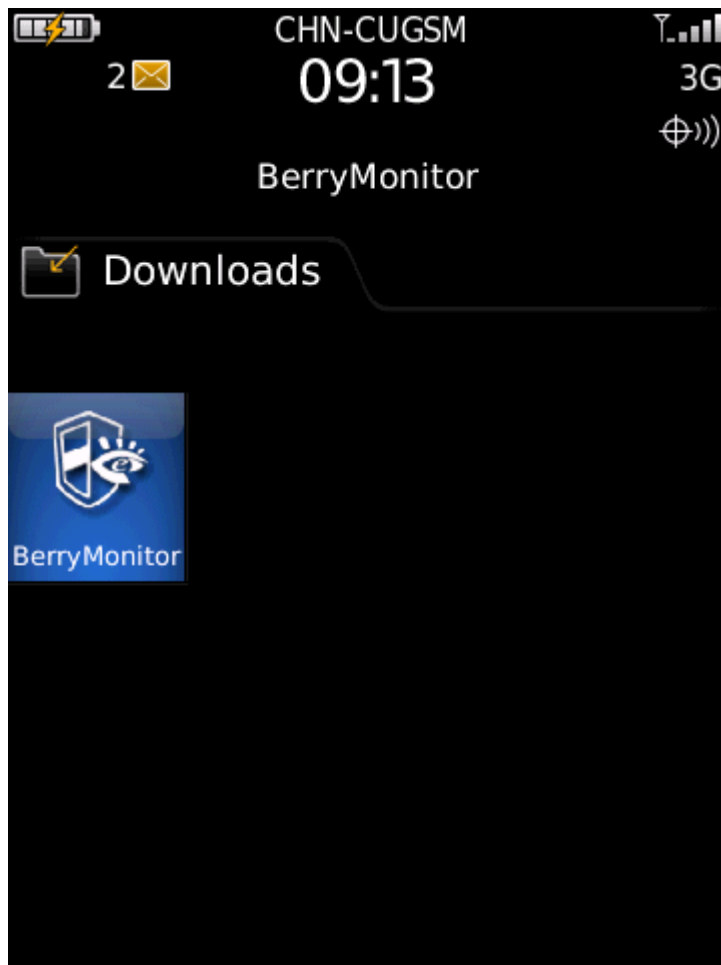 CHN-CUGSM
2
09:13
3G
BerryMonitor
Downloads
e
BerryMonitor